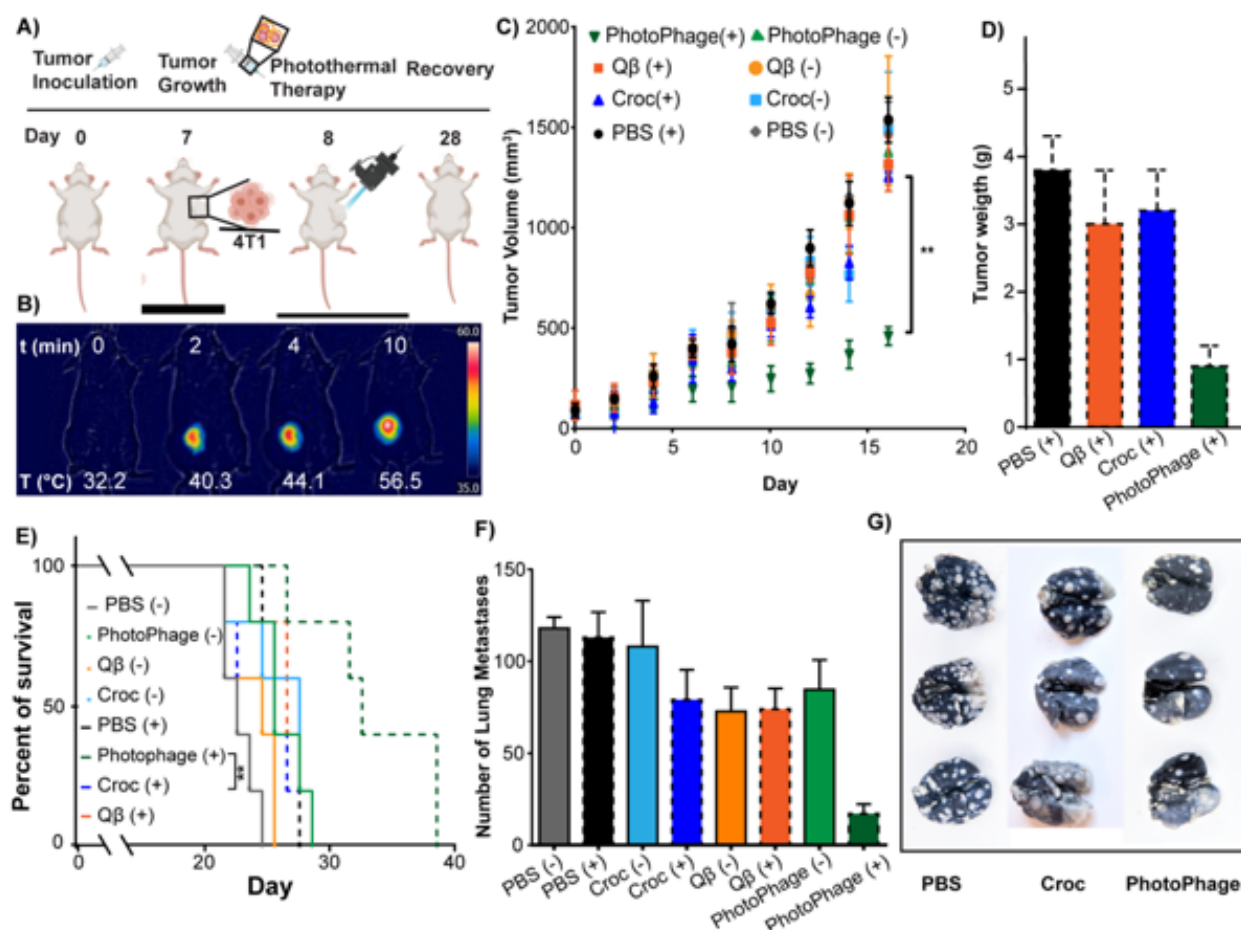 A)
Tumor
Inoculation
Tumor
Growth
Photothermal
Therapy
Recovery
Day 0 7 8 28
4T1
B)
t (min) 0 2 4 10
60.0
T (°C) 32.2 40.3 44.1 56.5
35.0
C)
Tumor Volume (mm³)
2000
1500
1000
500
0
PhotoPhage(+) PhotoPhage (-)
Qβ (+) Qβ (-)
Croc(+) Croc(-)
PBS (+) PBS (-)
**
0 5 10 15 20
Day
D)
Tumor weigth (g)
6
4
3
1
0
PBS (+)
Qβ (+)
Croc (+)
PhotoPhage (+)
E)
Percent of survival
100
50
0
PBS (-)
PhotoPhage (-)
Qβ (-)
Croc (-)
PBS (+)
Photophage (+)
Croc (+)
Qβ (+)
**
0 20 30 40
Day
F)
Number of Lung Metastases
150
100
50
0
PBS (-)
PBS (+)
Croc (-)
Croc (+)
Qβ (-)
Qβ (+)
PhotoPhage (-)
PhotoPhage (+)
G)
PBS Croc PhotoPhage